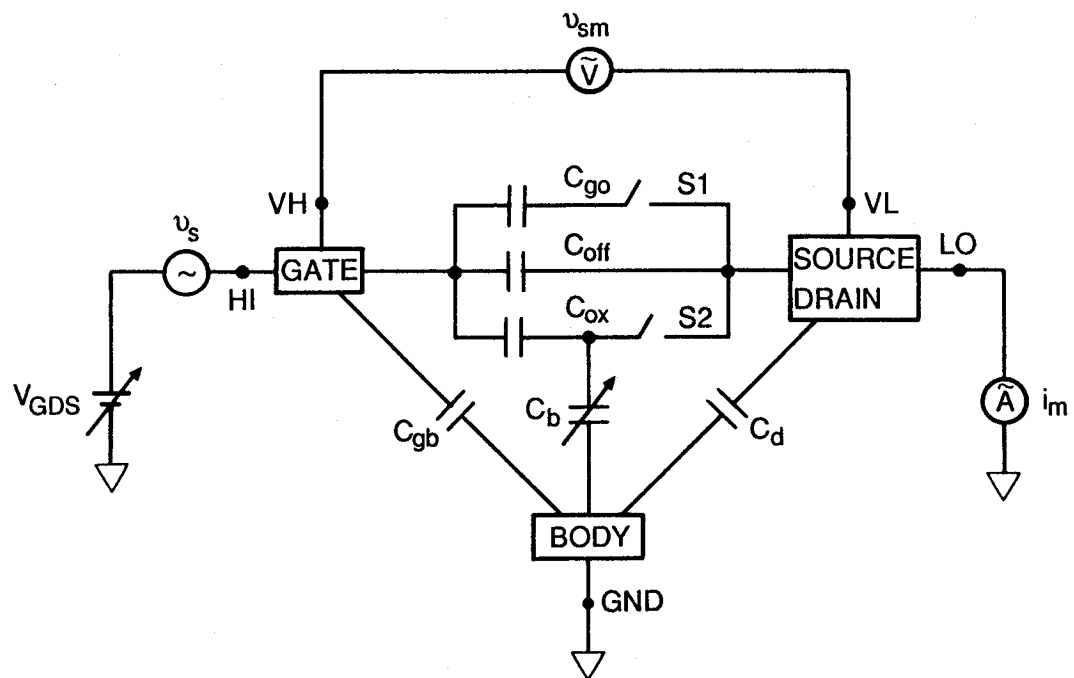 υsm
Ṽ
VH
VL
υs
~
HI
GATE
Cgo
S1
Coff
Cox
S2
SOURCE
DRAIN
LO
VGDS
Cgb
Cb
Cd
Ã
im
BODY
GND